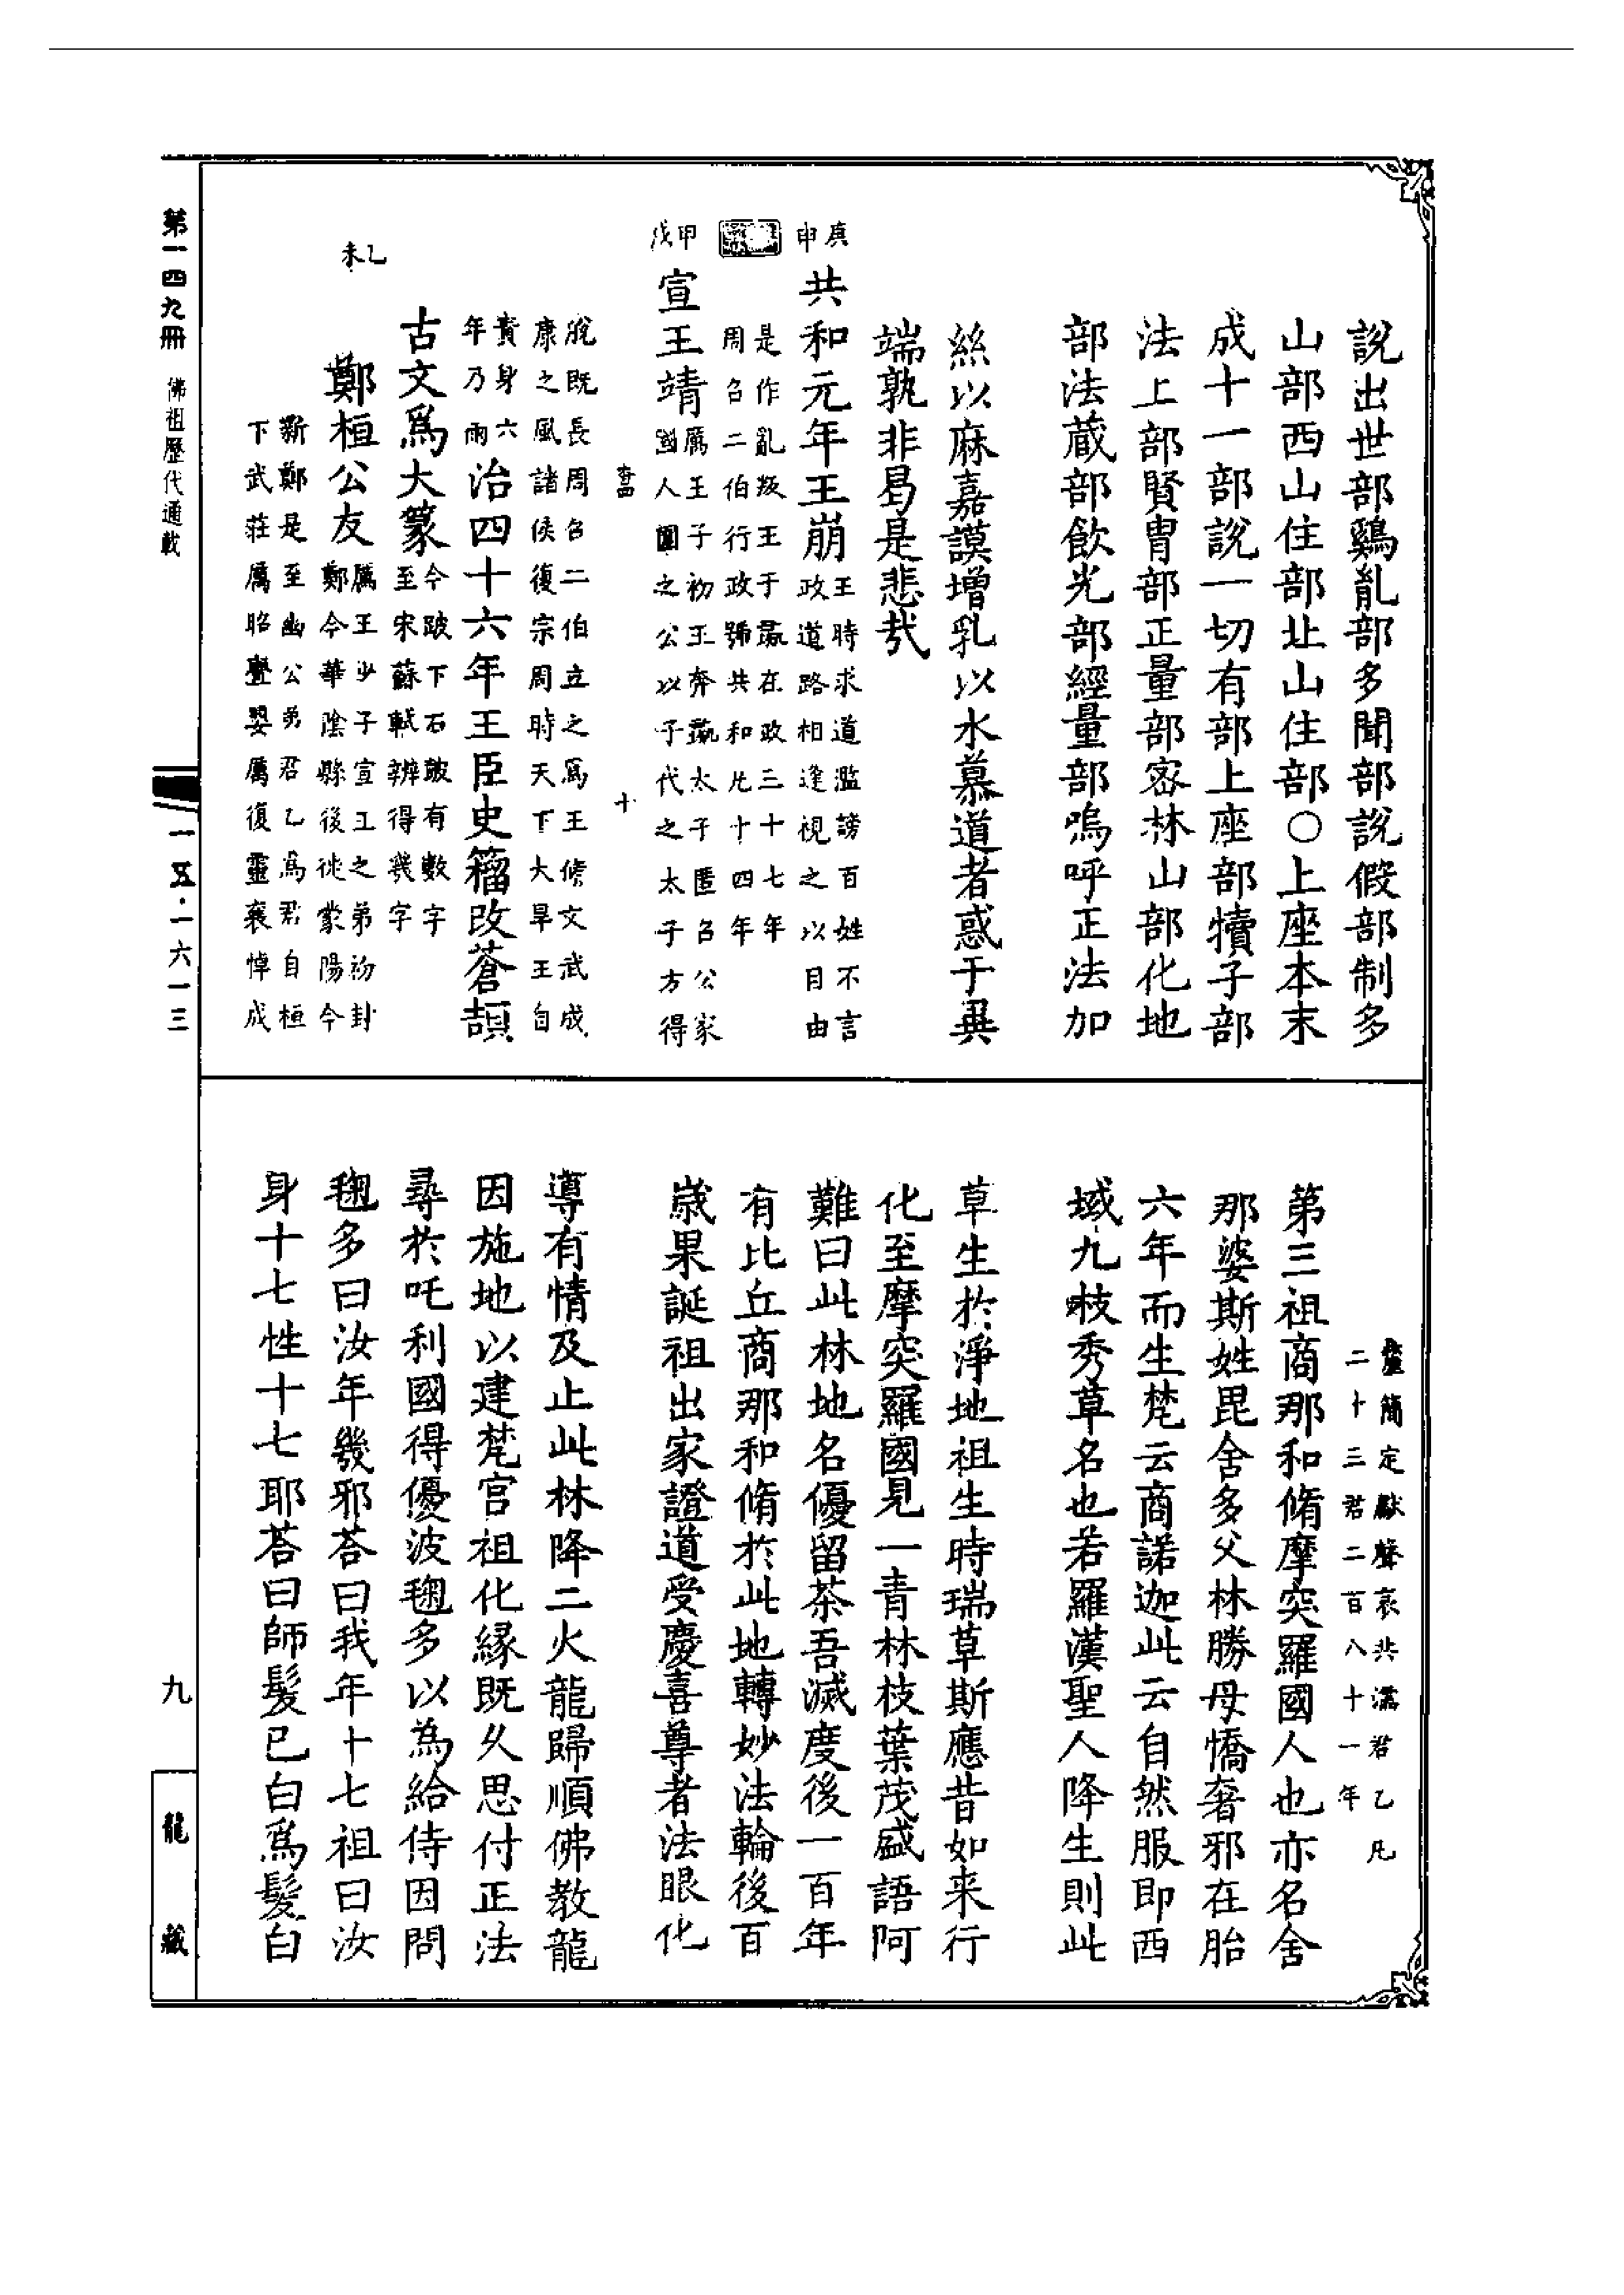 說出世部鷄胤部多聞部說假部制多
山部西山住部北山住部〇上座本末
成十一部說一切有部上座部犢子部
法上部賢胄部正量部密林山部化地
部法蔵部飲光部經量部嗚呼正法加
絲以麻嘉謨增乳以水慕道者惑于異
端孰非曷是悲哉
庚申
共和元年王崩
王時求道濫謗百姓不言
政道路相逢視之以目由
是作亂叛王于彘在政三十七年
周召二伯行政號共和凡十四年
甲戌
宣王靖
厲王子初王奔彘太子匿召公家
國人圍之公以子代之太子方得
脫既長周召二伯立之爲王脩文武成
康之風諸侯復宗周時天下大旱王自
責身六
年乃雨
治四十六年王臣史籀改蒼頡
古文爲大篆
今跛下石皷有數字
至宋蘇軾辨得幾字
乙未
鄭桓公友
厲王少子宣王之弟初封
鄭今華陰縣後徙滎陽今
新鄭是至幽公弟君乙爲君自桓
下武莊厲昭亹嬰厲復靈襄悼成
釐簡定獻聲哀共濡君乙凡
二十三君二百八十一年
第三祖商那和脩摩突羅國人也亦名舍
那婆斯姓毘舍多父林勝母憍奢邪在胎
六年而生梵云商諾迦此云自然服即西
域九枝秀草名也若羅漢聖人降生則此
草生於淨地祖生時瑞草斯應昔如来行
化至摩突羅國見一青林枝葉茂盛語阿
難曰此林地名優留茶吾滅度後一百年
有比丘商那和脩於此地轉妙法輪後百
歲果誕祖出家證道受慶喜尊者法眼化
導有情及止此林降二火龍歸順佛教龍
因施地以建梵宫祖化緣既久思付正法
尋於吒利國得優波毱多以為給侍因問
毱多曰汝年幾邪荅曰我年十七祖曰汝
身十七性十七耶荅曰師髮已白爲髮白
第一四九冊
佛祖歷代通載
一五·一六一三
九
龍藏